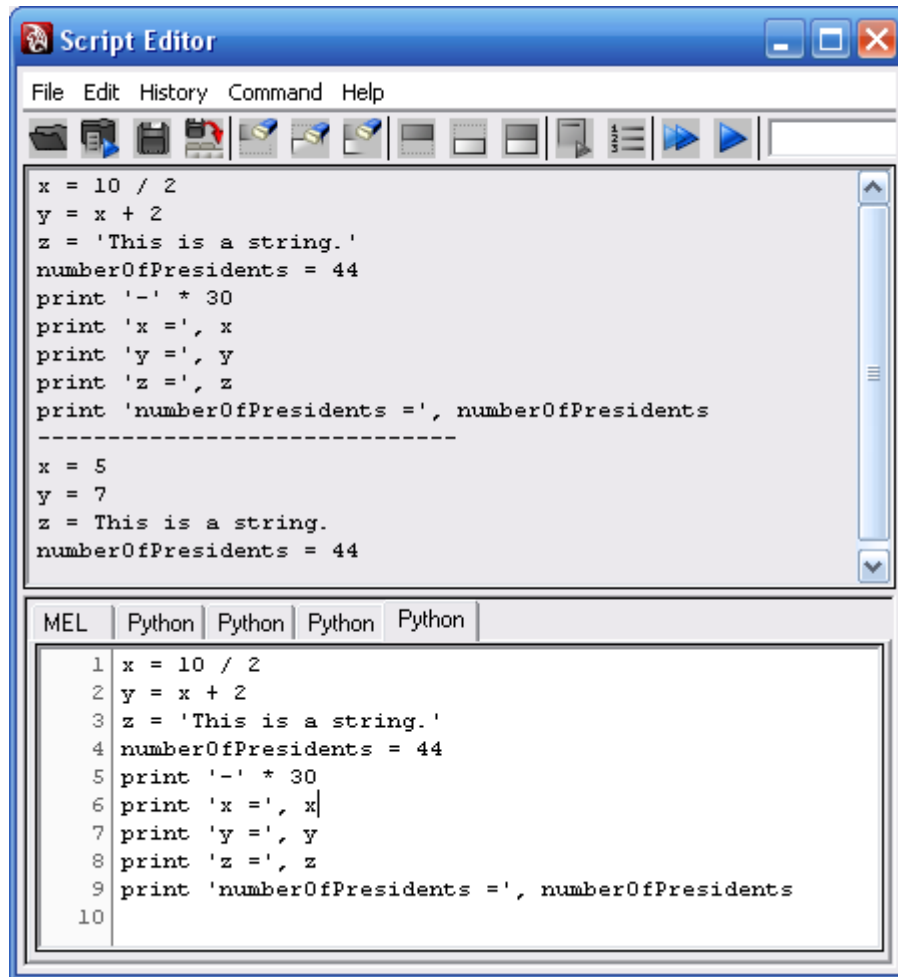 Script Editor
File Edit History Command Help
x = 10 / 2
y = x + 2
z = 'This is a string.'
numberOfPresidents = 44
print '-' * 30
print 'x =', x
print 'y =', y
print 'z =', z
print 'numberOfPresidents =', numberOfPresidents
------------------------------
x = 5
y = 7
z = This is a string.
numberOfPresidents = 44
MEL Python Python Python Python
1 x = 10 / 2
2 y = x + 2
3 z = 'This is a string.'
4 numberOfPresidents = 44
5 print '-' * 30
6 print 'x =', x
7 print 'y =', y
8 print 'z =', z
9 print 'numberOfPresidents =', numberOfPresidents
10